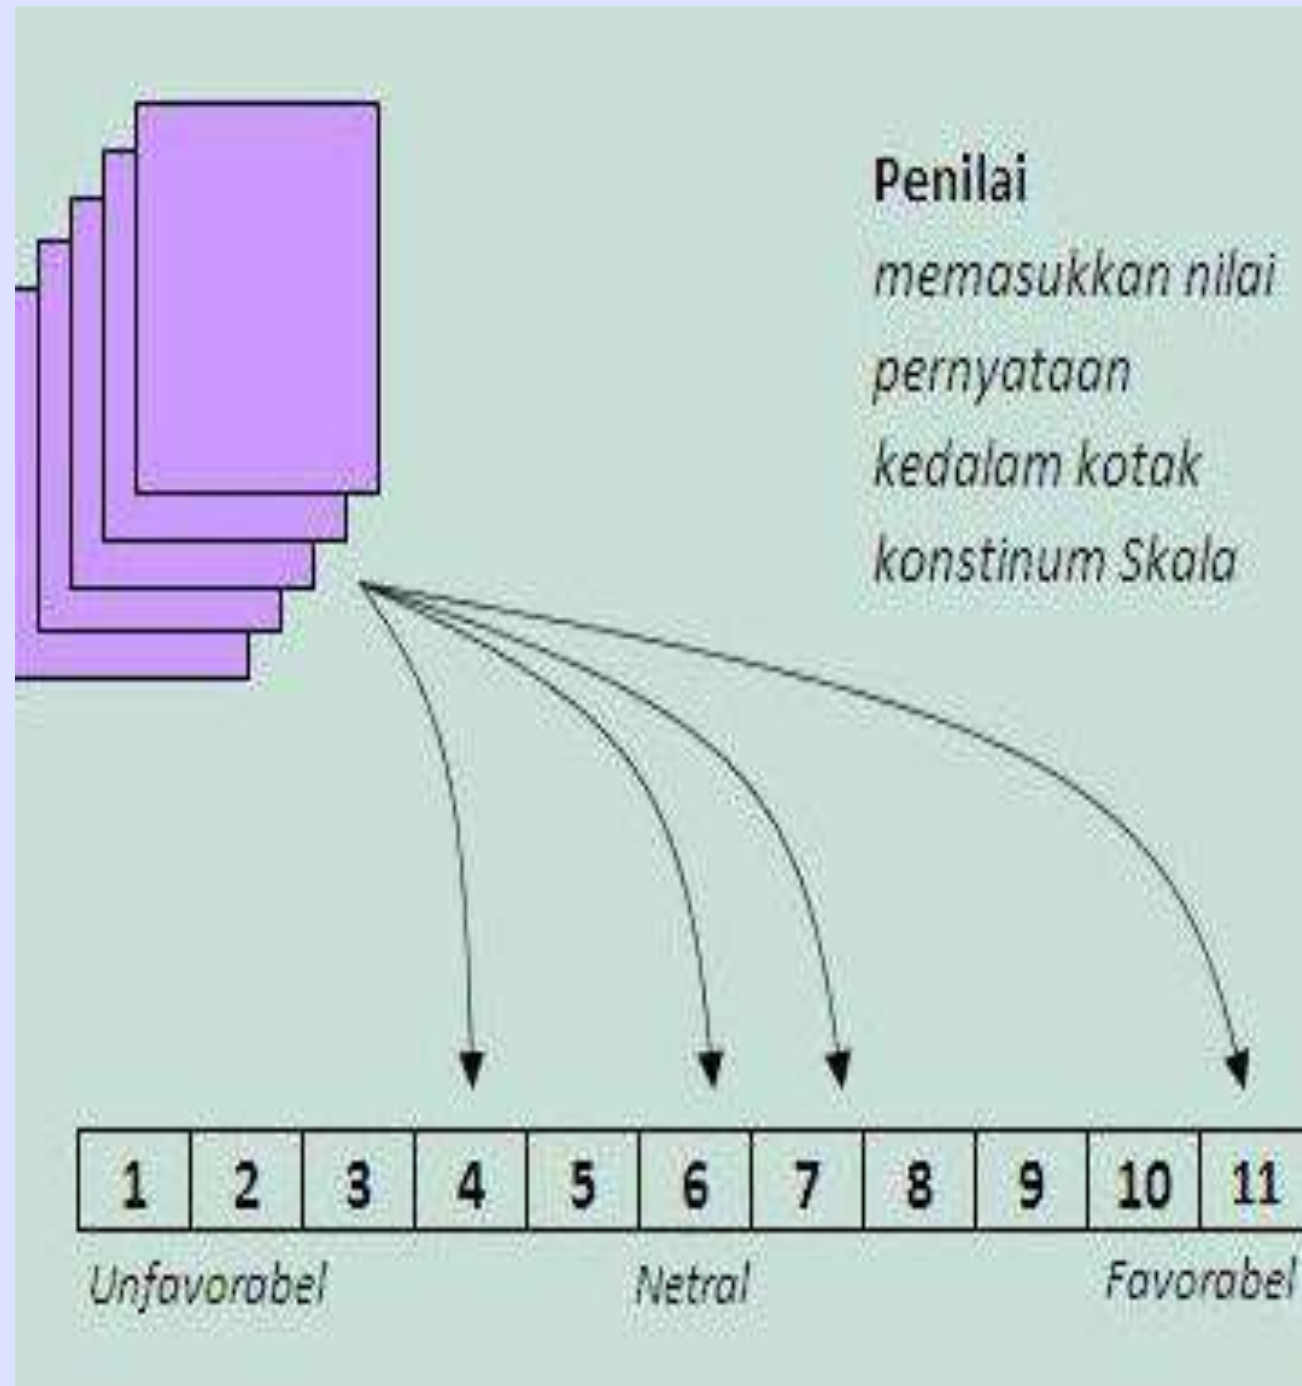 Penilai
memasukkan nilai
pernyataan
kedalam kotak
konstinum Skala
1 2 3 4 5 6 7 8 9 10 11
Unfavorabel Netral Favorabel